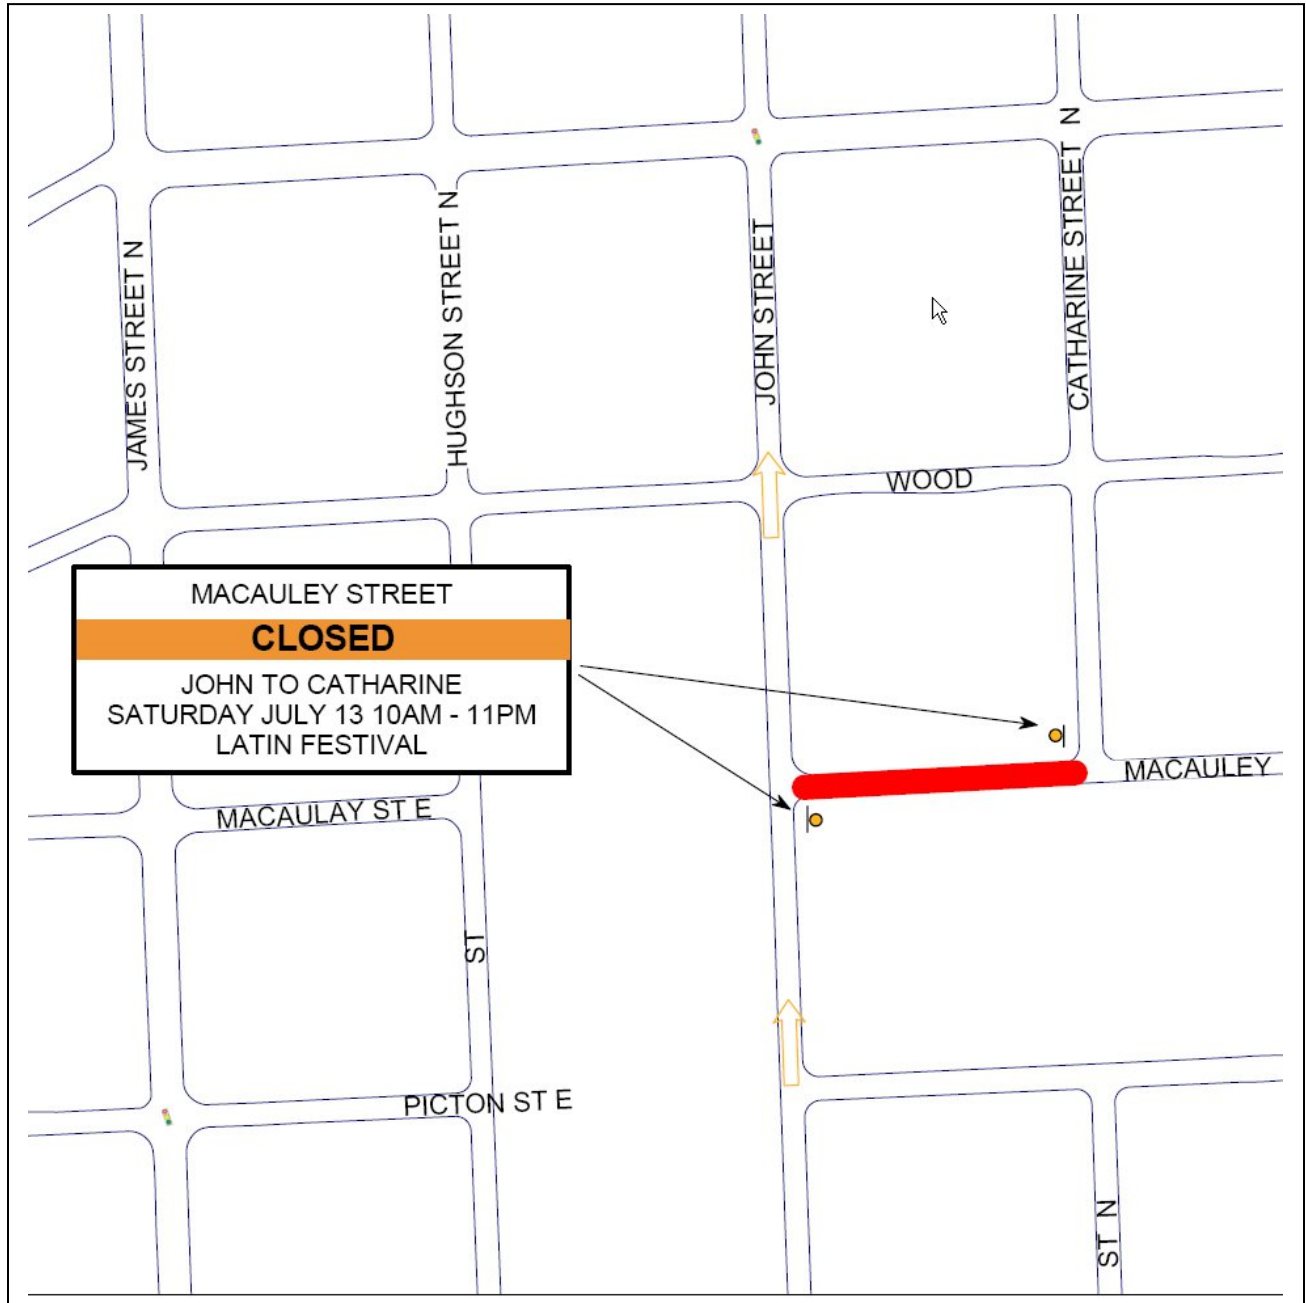 CATHARINE STREET N
JAMES STREET N
HUGHSON STREET N
JOHN STREET
WOOD
MACAULEY STREET
CLOSED
JOHN TO CATHARINE
SATURDAY JULY 13 10AM - 11PM
LATIN FESTIVAL
MACAULEY
MACAULAY ST E
ST
PICTON ST E
ST N